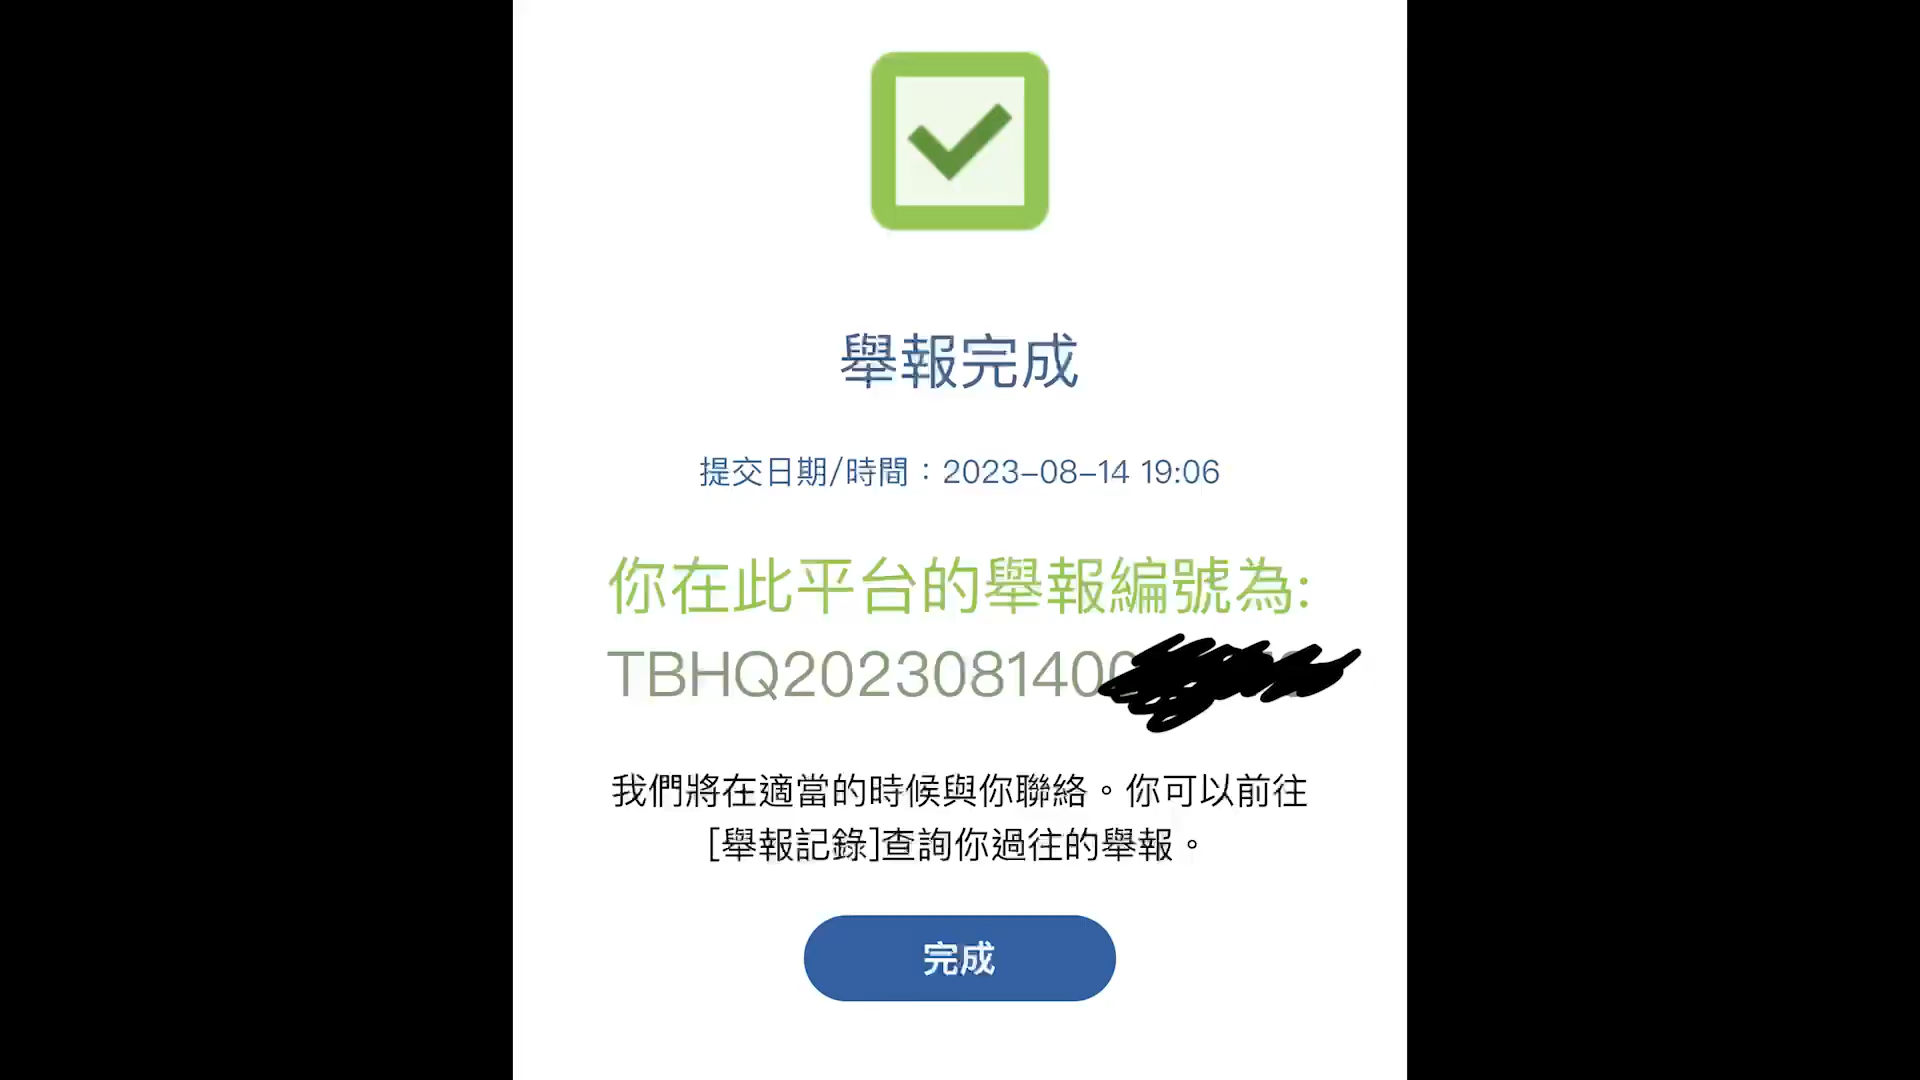 舉報完成
提交日期/時間：2023-08-14 19:06
你在此平台的舉報編號為:
TBHQ2023081400
我們將在適當的時候與你聯絡。你可以前往
[舉報記錄]查詢你過往的舉報。
完成